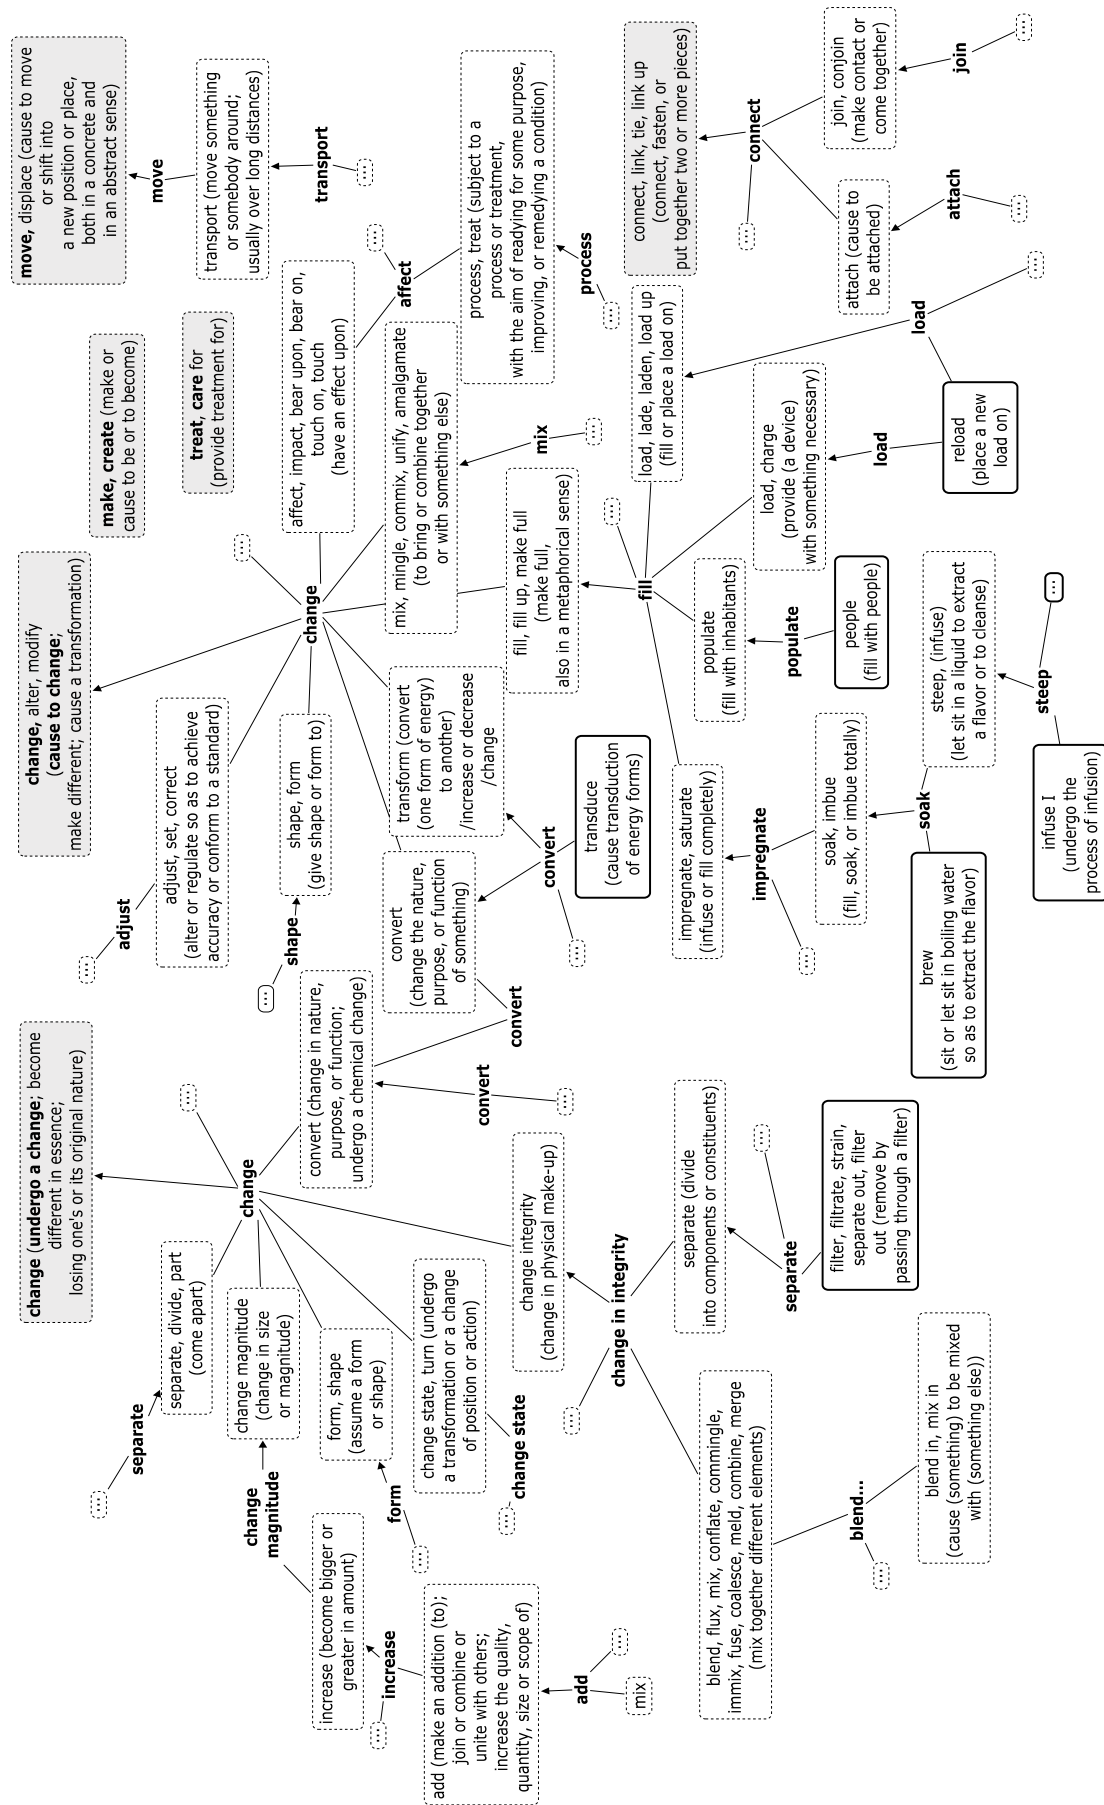 change (undergo a change; become
different in essence;
losing one's or its original nature)
change, alter, modify
(cause to change;
make different; cause a transformation)
make, create (make or
cause to be or to become)
treat, care for
(provide treatment for)
move, displace (cause to move
or shift into
a new position or place,
both in a concrete and
in an abstract sense)
move
transport (move something
or somebody around;
usually over long distances)
transport
...
...
separate
separate, divide, part
(come apart)
...
change
change magnitude
(change in size
or magnitude)
change
magnitude
form, shape
(assume a form
or shape)
form
...
increase (become bigger or
greater in amount)
increase
...
add (make an addition (to);
join or combine or
unite with others;
increase the quality,
quantity, size or scope of)
add
mix
...
change state, turn (undergo
a transformation or a change
of position or action)
change state
...
convert (change in nature,
purpose, or function;
undergo a chemical change)
convert
...
convert
change integrity
(change in physical make-up)
change in integrity
...
blend, flux, mix, conflate, commingle,
immix, fuse, coalesce, meld, combine, merge
(mix together different elements)
blend...
...
blend in, mix in
(cause (something) to be mixed
with (something else))
separate (divide
into components or constituents)
separate
...
filter, filtrate, strain,
separate out, filter
out (remove by
passing through a filter)
...
adjust
adjust, set, correct
(alter or regulate so as to achieve
accuracy or conform to a standard)
...
shape
shape, form
(give shape or form to)
change
...
convert
(change the nature,
purpose, or function
of something)
transform (convert
(one form of energy)
to another)
/increase or decrease
/change
convert
...
transduce
(cause transduction
of energy forms)
affect, impact, bear upon, bear on,
touch on, touch
(have an effect upon)
affect
...
process, treat (subject to a
process or treatment,
with the aim of readying for some purpose,
improving, or remedying a condition)
process
...
mix, mingle, commix, unify, amalgamate
(to bring or combine together
or with something else)
mix
...
fill, fill up, make full
(make full,
also in a metaphorical sense)
fill
...
impregnate, saturate
(infuse or fill completely)
impregnate
...
soak, imbue
(fill, soak, or imbue totally)
soak
brew
(sit or let sit in boiling water
so as to extract the flavor)
steep, (infuse)
(let sit in a liquid to extract
a flavor or to cleanse)
steep
infuse I
(undergo the
process of infusion)
...
populate
(fill with inhabitants)
populate
people
(fill with people)
load, charge
(provide (a device)
with something necessary)
load
load, lade, laden, load up
(fill or place a load on)
load
...
reload
(place a new
load on)
connect, link, tie, link up
(connect, fasten, or
put together two or more pieces)
connect
...
attach (cause to
be attached)
attach
...
join, conjoin
(make contact or
come together)
join
...